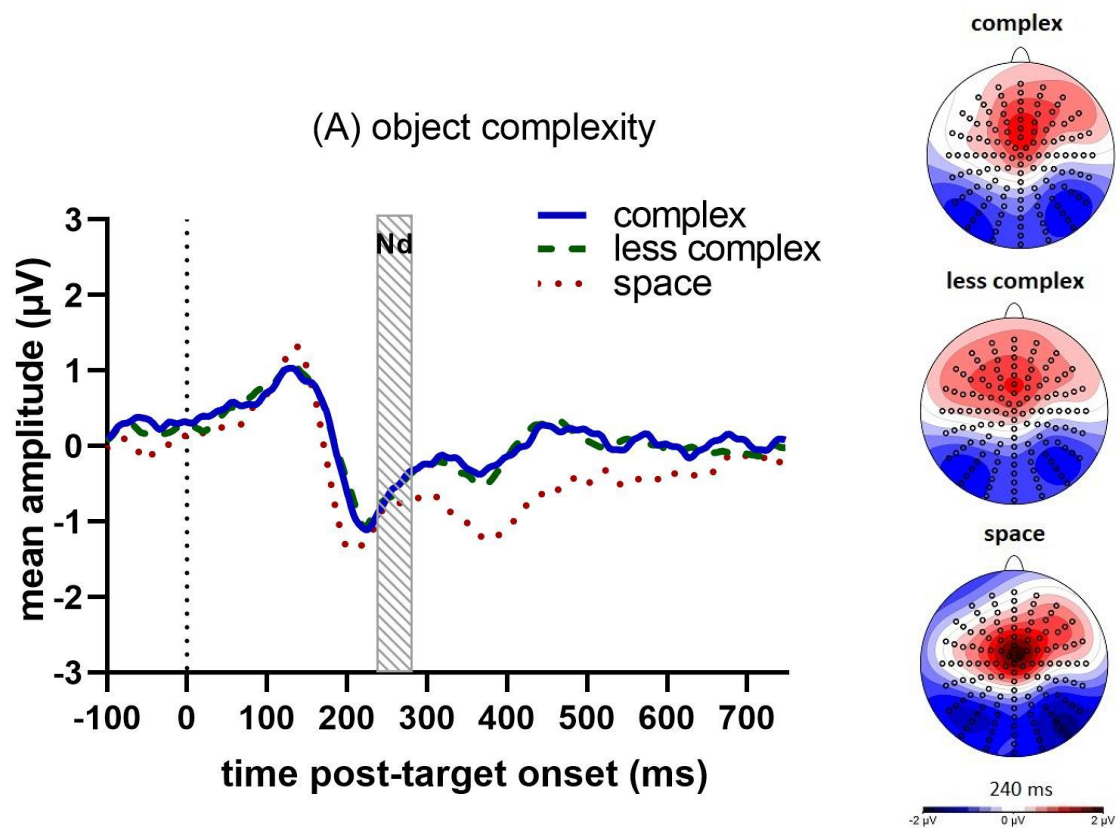 (A) object complexity
complex
less complex
space
Nd
mean amplitude (µV)
3
2
1
0
-1
-2
-3
-100 0 100 200 300 400 500 600 700
time post-target onset (ms)
complex
less complex
space
240 ms
-2 µV 0 µV 2 µV